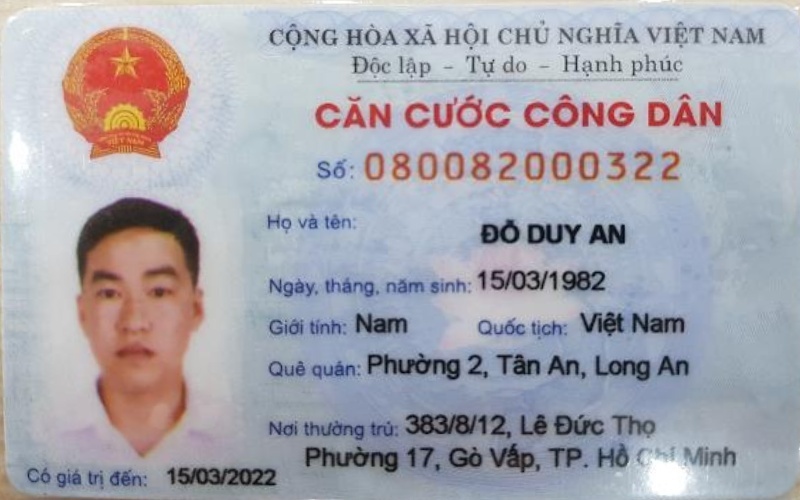 CỘNG HÒA XÃ HỘI CHỦ NGHĨA VIỆT NAM
Độc lập - Tự do - Hạnh phúc
CĂN CƯỚC CÔNG DÂN
Số: 080082000322
Họ và tên: ĐỖ DUY AN
Ngày, tháng, năm sinh: 15/03/1982
Giới tính: Nam Quốc tịch: Việt Nam
Quê quán: Phường 2, Tân An, Long An
Nơi thường trú: 383/8/12, Lê Đức Thọ
Phường 17, Gò Vấp, TP. Hồ Chí Minh
Có giá trị đến: 15/03/2022
VIỆT NAM